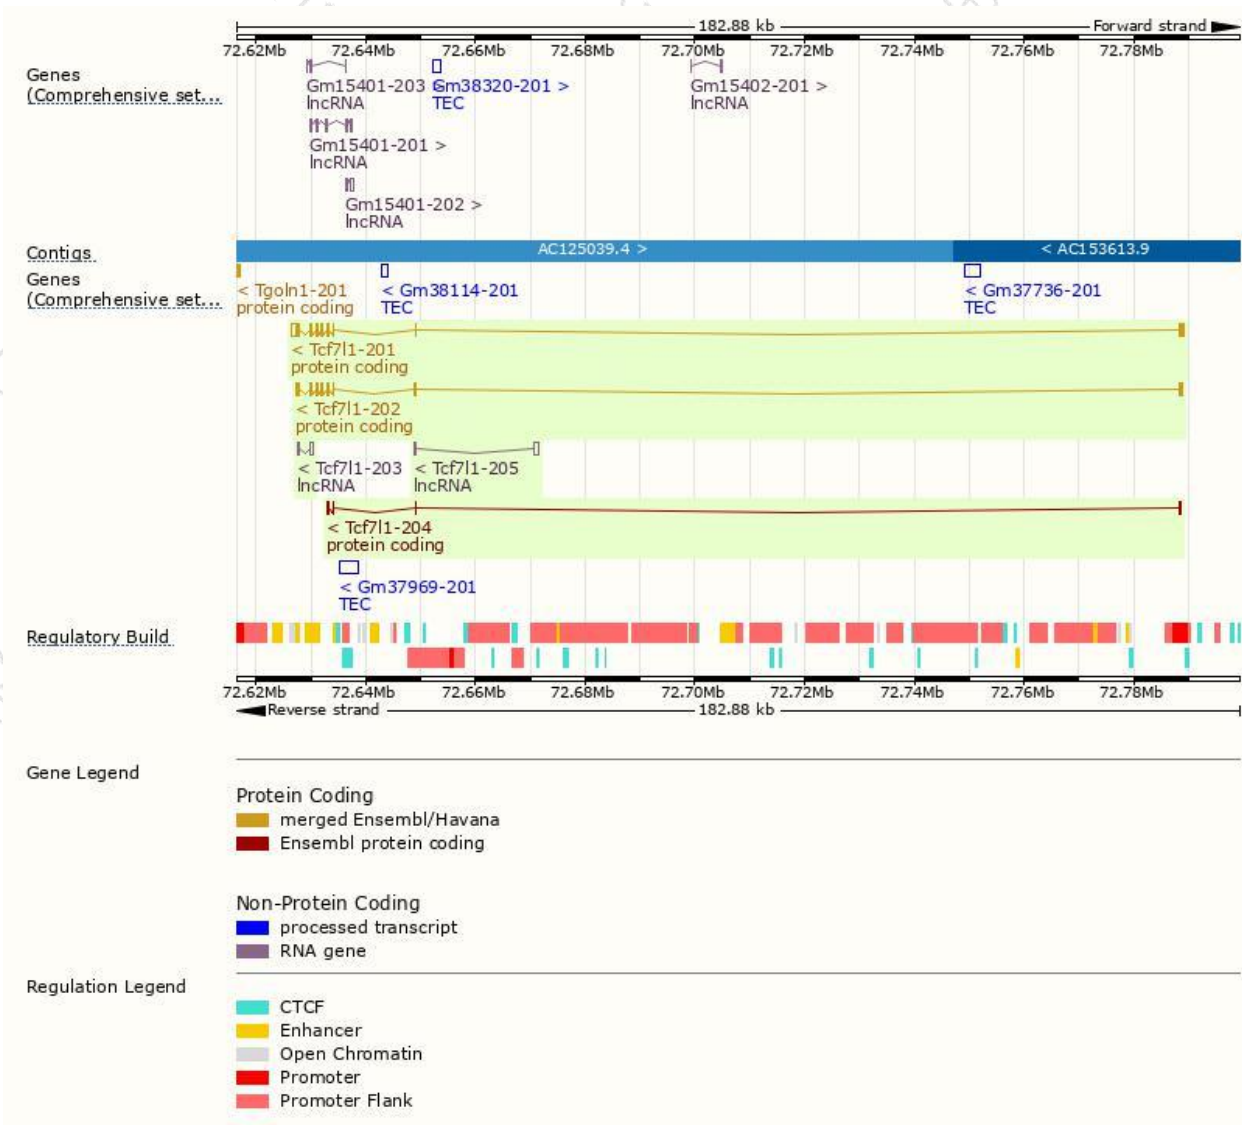 182.88 kb
Forward strand
72.62Mb 72.64Mb 72.66Mb 72.68Mb 72.70Mb 72.72Mb 72.74Mb 72.76Mb 72.78Mb
Genes
(Comprehensive set...
Gm15401-203 Gm38320-201 > Gm15402-201 >
lncRNA TEC lncRNA
Gm15401-201 >
lncRNA
Gm15401-202 >
lncRNA
Contigs AC125039.4 > < AC153613.9
Genes
(Comprehensive set...
< Tgoln1-201 < Gm38114-201 < Gm37736-201
protein coding TEC TEC
< Tcf7l1-201
protein coding
< Tcf7l1-202
protein coding
< Tcf7l1-203 < Tcf7l1-205
lncRNA lncRNA
< Tcf7l1-204
protein coding
< Gm37969-201
TEC
Regulatory Build
72.62Mb 72.64Mb 72.66Mb 72.68Mb 72.70Mb 72.72Mb 72.74Mb 72.76Mb 72.78Mb
Reverse strand 182.88 kb
Gene Legend
Protein Coding
merged Ensembl/Havana
Ensembl protein coding
Non-Protein Coding
processed transcript
RNA gene
Regulation Legend
CTCF
Enhancer
Open Chromatin
Promoter
Promoter Flank